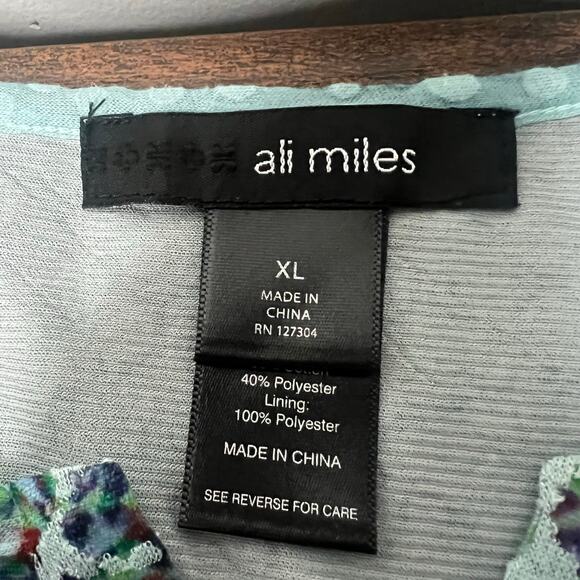 ali miles
XL
MADE IN
CHINA
RN 127304
40% Polyester
Lining:
100% Polyester
MADE IN CHINA
SEE REVERSE FOR CARE